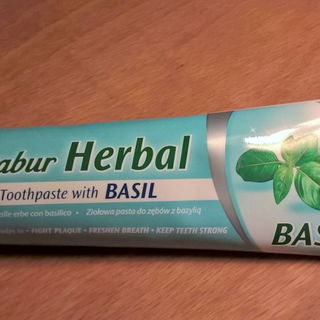 abur Herbal
Toothpaste with BASIL
alle erbe con basilico • Ziołowa pasta do zębów z bazylią
FIGHT PLAQUE • FRESHEN BREATH • KEEP TEETH STRONG
BAS